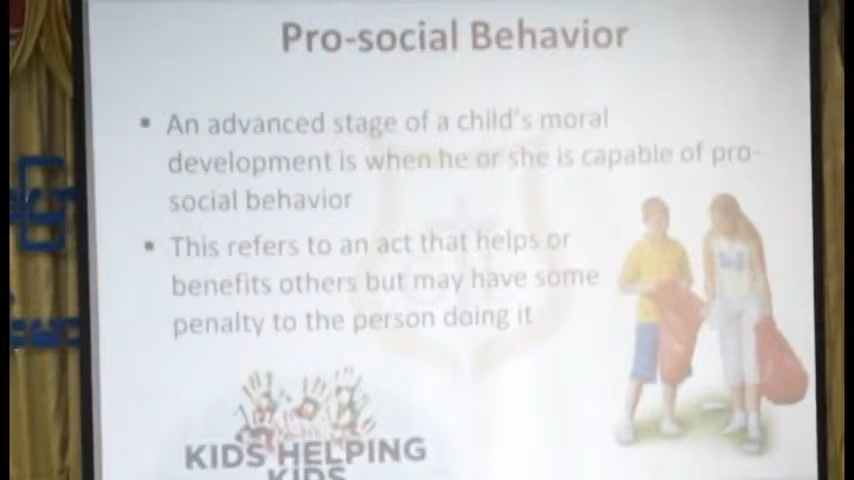 Pro-social Behavior
▪ An advanced stage of a child's moral
development is when he or she is capable of pro-
social behavior
▪ This refers to an act that helps or
benefits others but may have some
penalty to the person doing it
KIDS HELPING
KIDS